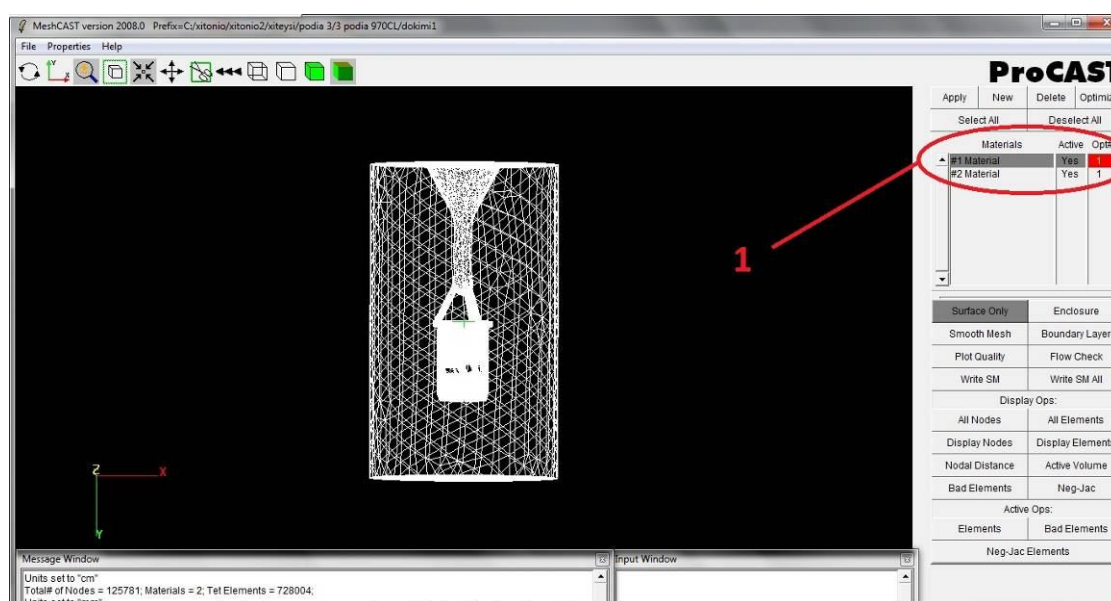 MeshCAST version 2008.0 Prefix=C:/xitonio/xitonio2/xiteysi/podia 3/3 podia 970CL/dokimi1
File Properties Help
ProCAST
Apply New Delete Optimiz
Select All Deselect All
Materials Active Opt#
#1 Material Yes 1
#2 Material Yes 1
1
Surface Only Enclosure
Smooth Mesh Boundary Layer
Plot Quality Flow Check
Write SM Write SM All
Display Ops:
All Nodes All Elements
Display Nodes Display Element
Nodal Distance Active Volume
Bad Elements Neg-Jac
Active Ops:
Elements Bad Elements
Neg-Jac Elements
Z X
Y
Message Window
Units set to "cm"
Total# of Nodes = 125781; Materials = 2; Tet Elements = 728004;
Units set to "mm"
Input Window